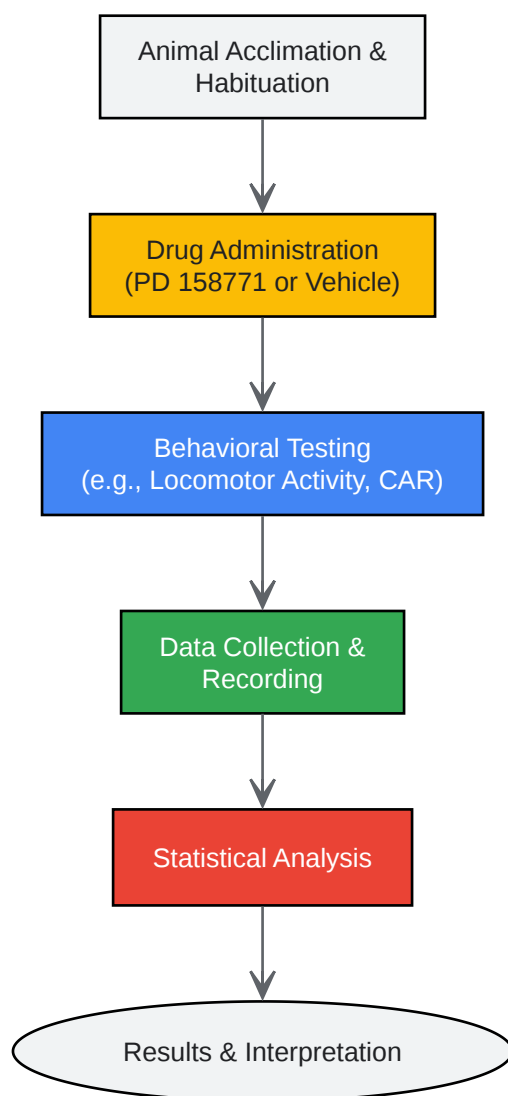 Animal Acclimation &
Habituation
Drug Administration
(PD 158771 or Vehicle)
Behavioral Testing
(e.g., Locomotor Activity, CAR)
Data Collection &
Recording
Statistical Analysis
Results & Interpretation